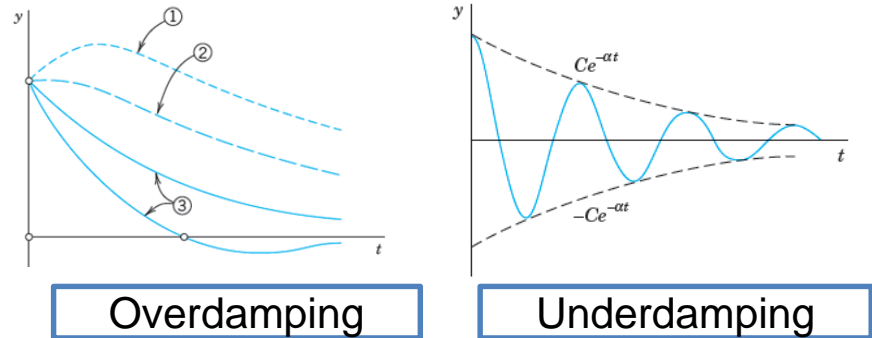 y
①
②
③
t
Overdamping
y
Ce^{-αt}
t
-Ce^{-αt}
Underdamping